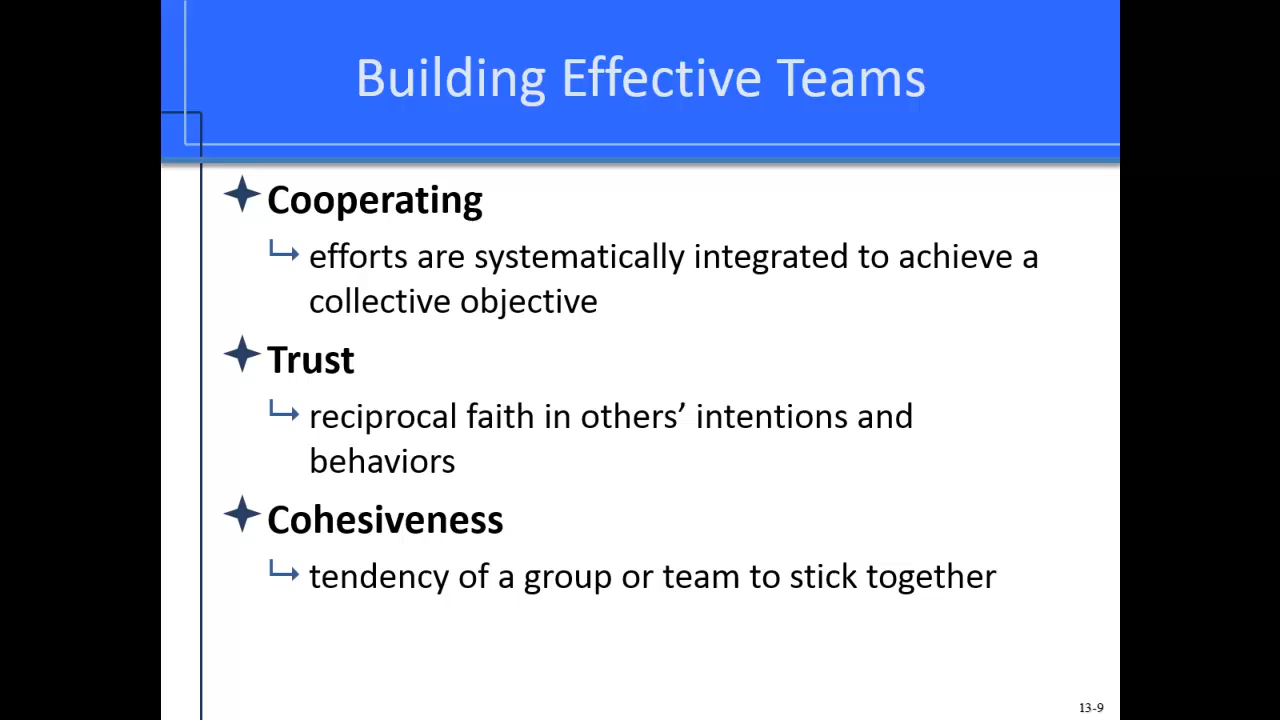 Building Effective Teams
Cooperating
efforts are systematically integrated to achieve a
collective objective
Trust
reciprocal faith in others’ intentions and
behaviors
Cohesiveness
tendency of a group or team to stick together
13-9